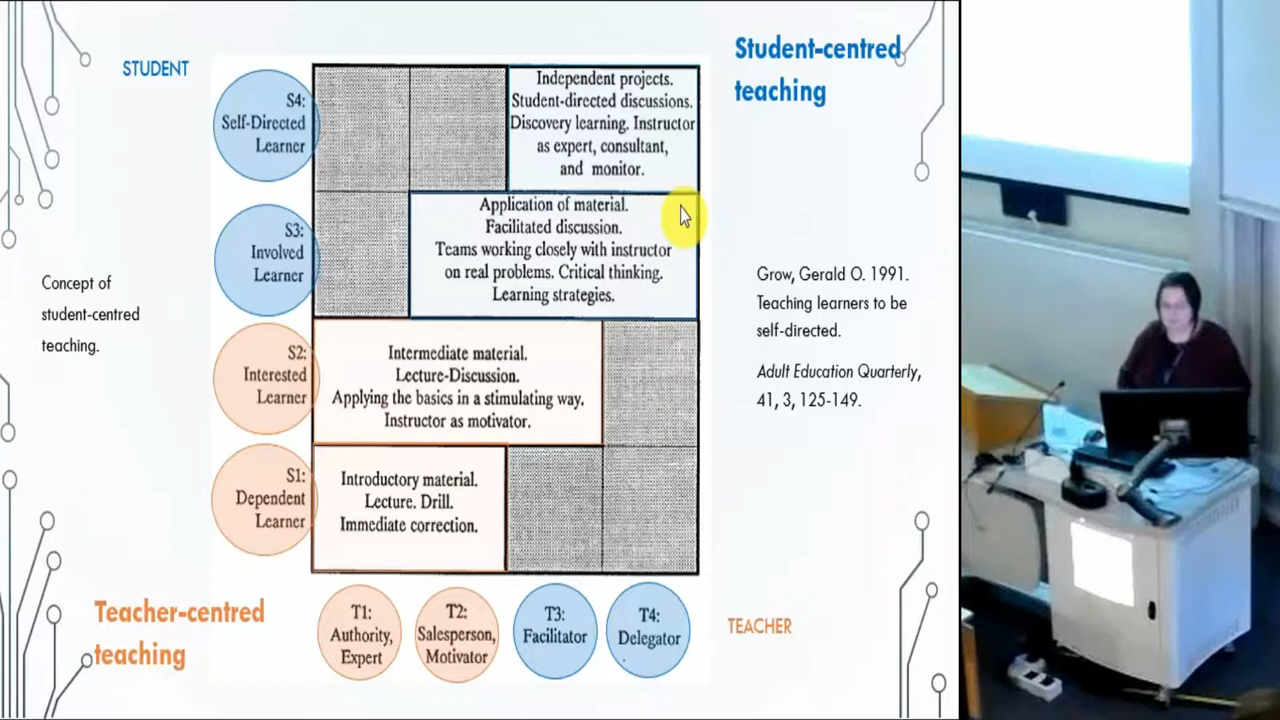 STUDENT
Student-centred
teaching
S4:
Self-Directed
Learner
Independent projects.
Student-directed discussions.
Discovery learning. Instructor
as expert, consultant,
and monitor.
S3:
Involved
Learner
Application of material.
Facilitated discussion.
Teams working closely with instructor
on real problems. Critical thinking.
Learning strategies.
Concept of
student-centred
teaching.
Grow, Gerald O. 1991.
Teaching learners to be
self-directed.
Adult Education Quarterly,
41, 3, 125-149.
S2:
Interested
Learner
Intermediate material.
Lecture-Discussion.
Applying the basics in a stimulating way.
Instructor as motivator.
S1:
Dependent
Learner
Introductory material.
Lecture. Drill.
Immediate correction.
Teacher-centred
teaching
T1:
Authority,
Expert
T2:
Salesperson,
Motivator
T3:
Facilitator
T4:
Delegator
TEACHER